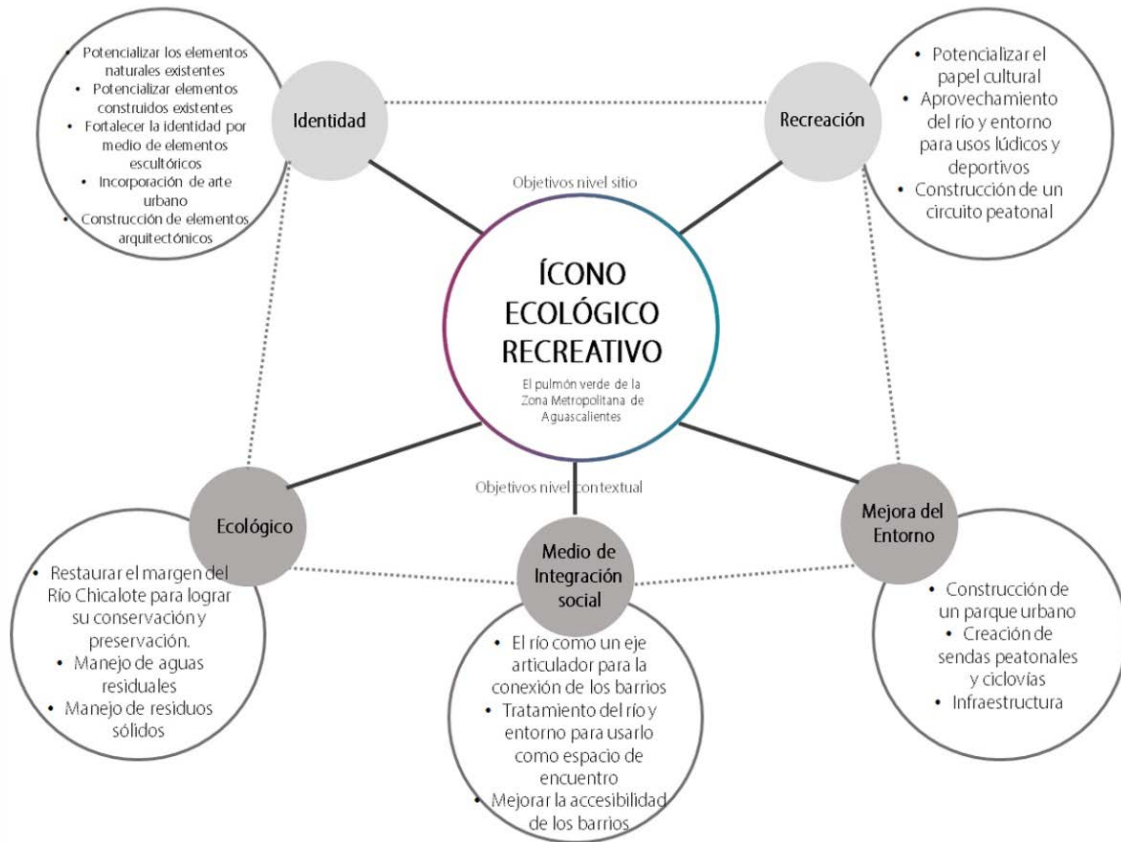 • Potencializar los elementos
naturales existentes
• Potencializar elementos
construidos existentes
• Fortalecer la identidad por
medio de elementos
escultóricos
• Incorporación de arte
urbano
• Construcción de elementos
arquitectónicos
Identidad
Recreación
• Potencializar el
papel cultural
• Aprovechamiento
del río y entorno
para usos lúdicos y
deportivos
• Construcción de un
circuito peatonal
Objetivos nivel sitio
ÍCONO
ECOLÓGICO
RECREATIVO
El pulmón verde de la
Zona Metropolitana de
Aguascalientes
Objetivos nivel contextual
Ecológico
• Restaurar el margen del
Río Chicalote para lograr
su conservación y
preservación.
• Manejo de aguas
residuales
• Manejo de residuos
sólidos
Medio de
Integración
social
• El río como un eje
articulador para la
conexión de los barrios
• Tratamiento del río y
entorno para usarlo
como espacio de
encuentro
• Mejorar la accesibilidad
de los barrios
Mejora del
Entorno
• Construcción de
un parque urbano
• Creación de
sendas peatonales
y ciclovías
• Infraestructura